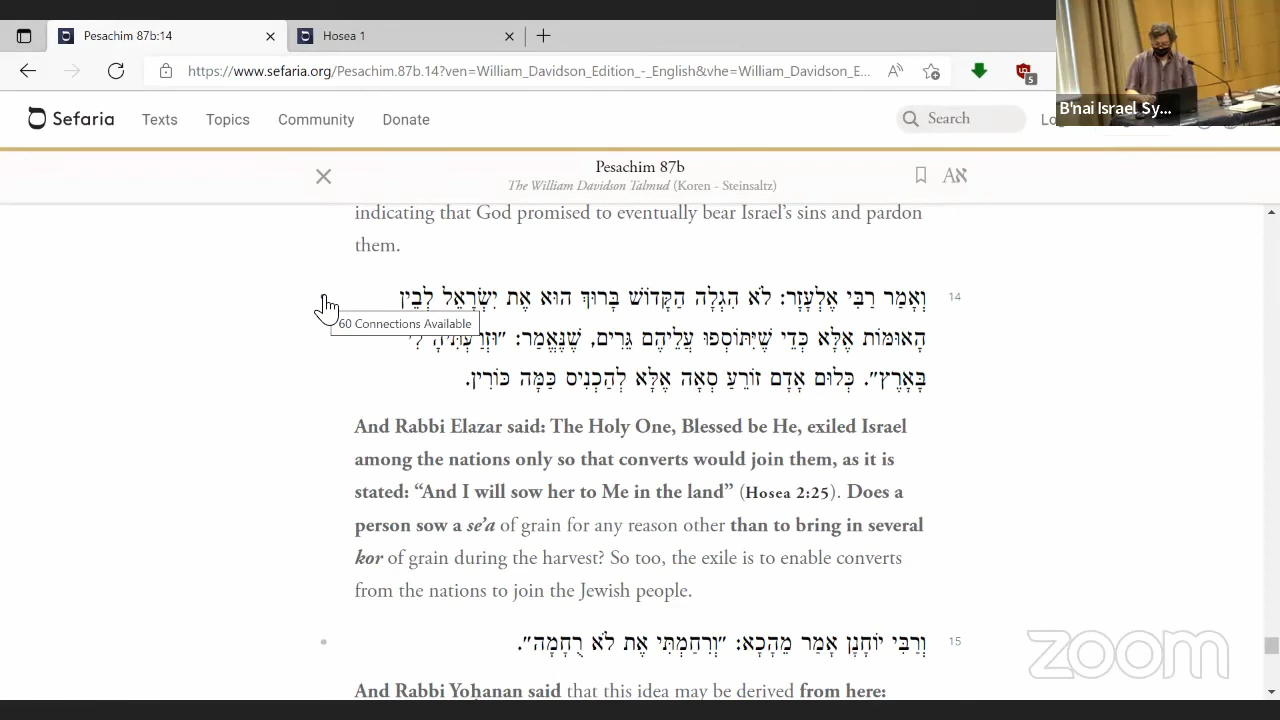 Pesachim 87b:14
Hosea 1
https://www.sefaria.org/Pesachim.87b.14?ven=William_Davidson_Edition_-_English&vhe=William_Davidson_E...
5
Sefaria
Texts
Topics
Community
Donate
Search
B'nai Israel Sy...
Pesachim 87b
The William Davidson Talmud (Koren - Steinsaltz)
indicating that God promised to eventually bear Israel's sins and pardon
them.
וְאָמַר רַבִּי אֶלְעָזָר: לֹא הִגְלָה הַקָּדוֹשׁ בָּרוּךְ הוּא אֶת יִשְׂרָאֵל לְבֵין
14
60 Connections Available
הָאוּמּוֹת אֶלָּא כְּדֵי שֶׁיִּתּוֹסְפוּ עֲלֵיהֶם גֵּרִים, שֶׁנֶּאֱמַר: ״וּזְרַעְתִּיהָ
בָּאָרֶץ״. כְּלוּם אָדָם זוֹרֵעַ סְאָה אֶלָּא לְהַכְנִיס כַּמָּה כּוֹרִין.
And Rabbi Elazar said: The Holy One, Blessed be He, exiled Israel
among the nations only so that converts would join them, as it is
stated: “And I will sow her to Me in the land” (Hosea 2:25). Does a
person sow a se’a of grain for any reason other than to bring in several
kor of grain during the harvest? So too, the exile is to enable converts
from the nations to join the Jewish people.
וְרַבִּי יוֹחָנָן אָמַר מֵהָכָא: ״וְרִחַמְתִּי אֶת לֹא רֻחָמָה״.
15
And Rabbi Yoḥanan said that this idea may be derived from here:
zoom